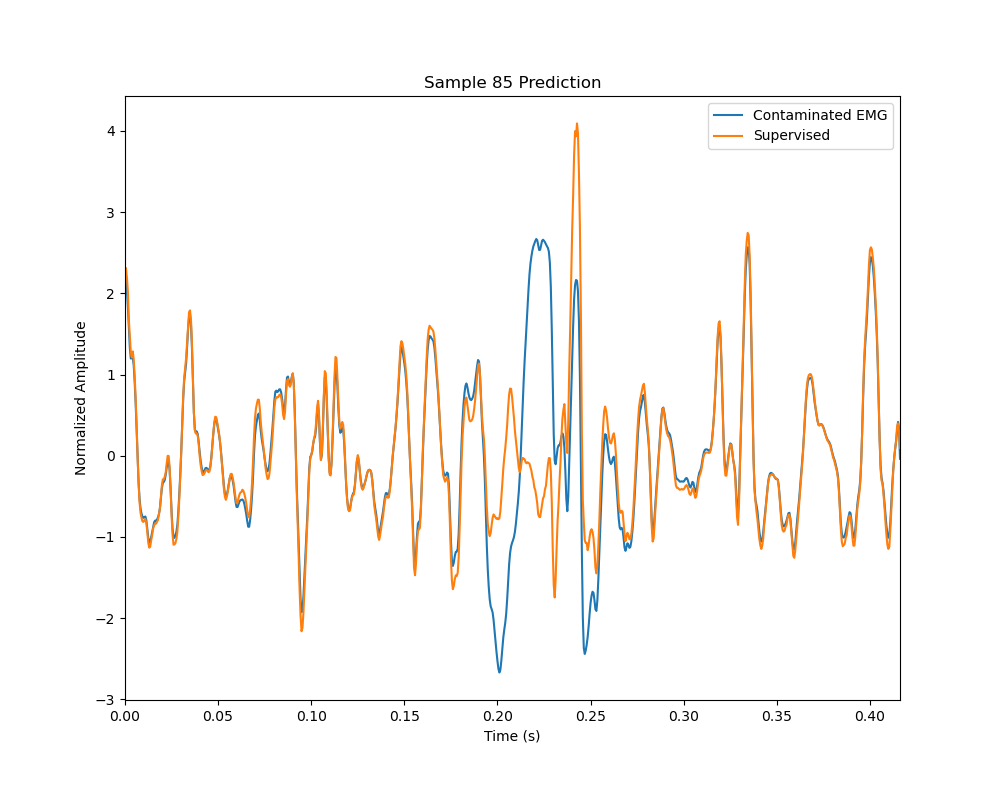 Sample 85 Prediction
Contaminated EMG
Supervised
Normalized Amplitude
4
3
2
1
0
−1
−2
−3
0.00 0.05 0.10 0.15 0.20 0.25 0.30 0.35 0.40
Time (s)